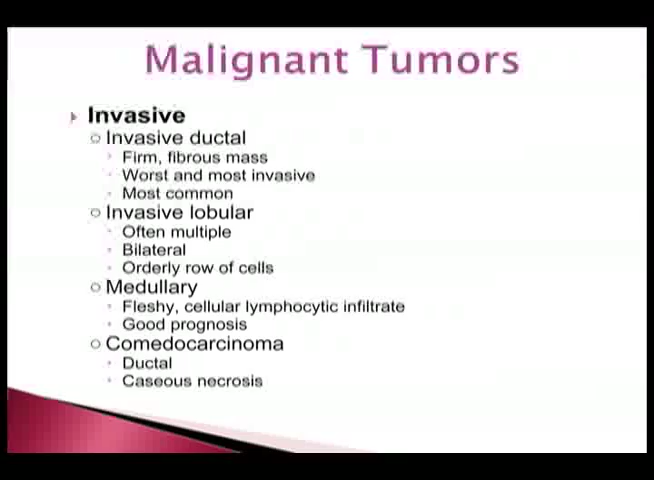 Malignant Tumors
Invasive
Invasive ductal
Firm, fibrous mass
Worst and most invasive
Most common
Invasive lobular
Often multiple
Bilateral
Orderly row of cells
Medullary
Fleshy, cellular lymphocytic infiltrate
Good prognosis
Comedocarcinoma
Ductal
Caseous necrosis